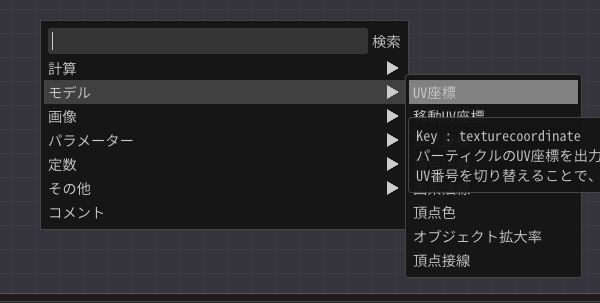 検索
計算
モデル
画像
パラメーター
定数
その他
コメント
UV座標
移動UV座標
Key : texturecoordinate
パーティクルのUV座標を出力
UV番号を切り替えることで、
頂点色
オブジェクト拡大率
頂点接線